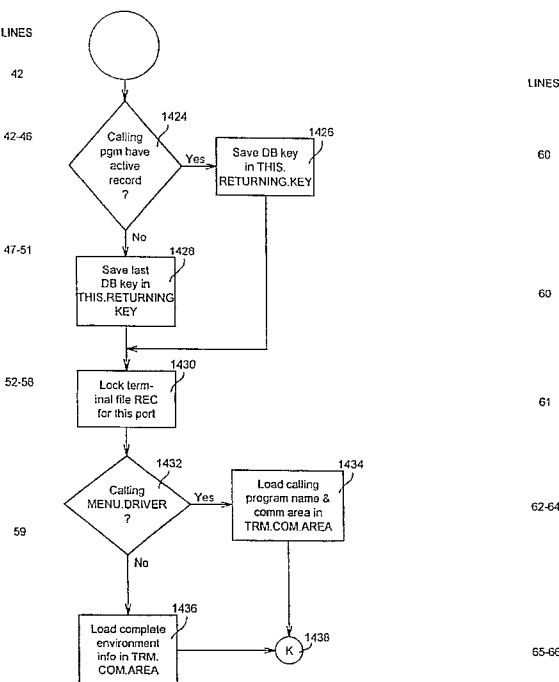 LINES
42
1424
42-46
Calling
pgm have
active
record
?
Yes
1426
Save DB key
in THIS.
RETURNING.KEY
No
47-51
1428
Save last
DB key in
THIS.RETURNING
KEY
52-58
1430
Lock term-
inal file REC
for this port
1432
Calling
MENU.DRIVER
?
Yes
1434
Load calling
program name &
comm area in
TRM.COM.AREA
59
No
1436
Load complete
environment
info in TRM.
COM.AREA
K
1438
LINES
60
60
61
62-64
65-66